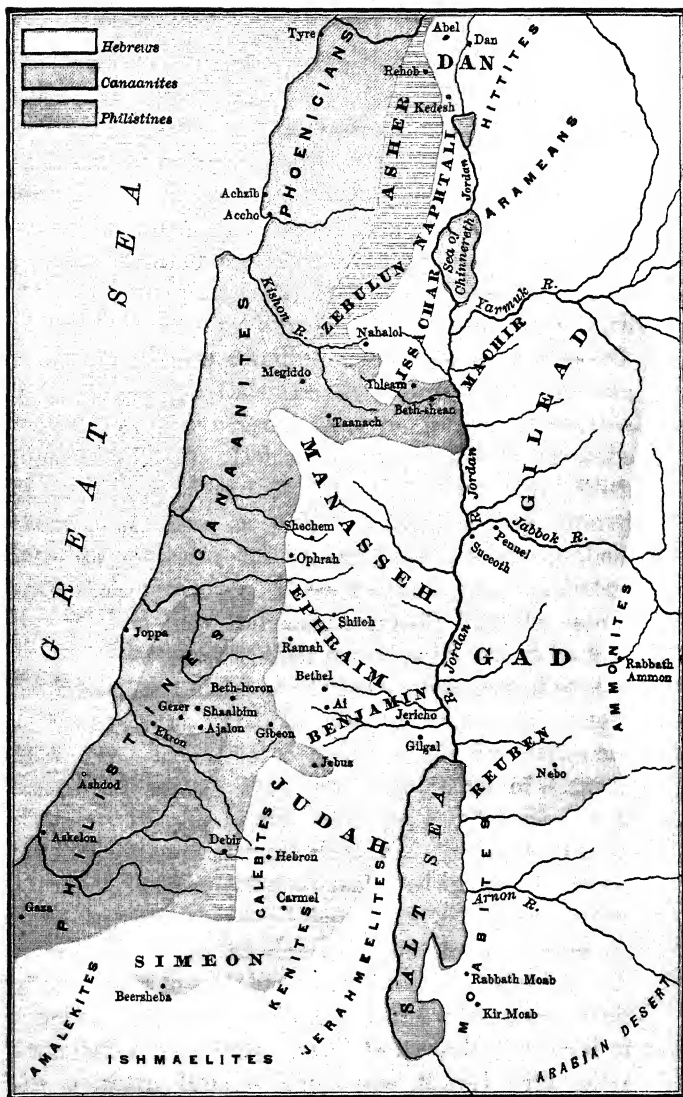 Hebrews
Canaanites
Philistines
Tyre
Abel
Dan
DAN
Rehob
Kedesh
HITTITES
PHOENICIANS
ASHER
NAPHTALI
Jordan
ARAMEANS
Achzib
Accho
Sea of
Chinnereth
GREAT SEA
Kishon R.
ZEBULUN
ISSACHAR
Yarmuk R.
MACHIR
Nahalol
Megiddo
Ibleam
Beth-shean
Taanach
GILEAD
CANAANITES
MANASSEH
R. Jordan
Jabbok R.
Shechem
Penuel
Succoth
Ophrah
EPHRAIM
Shiloh
Joppa
Ramah
R. Jordan
GAD
AMMONITES
Rabbath
Ammon
Bethel
Beth-horon
Ai
BENJAMIN
Jericho
Gezer
Shaalbim
Ekron
Ajalon
Gibeon
Gilgal
REUBEN
Jebus
Nebo
PHILISTINES
Ashdod
JUDAH
Askelon
Debir
CALEBITES
Hebron
SALT SEA
MOABITES
Carmel
Arnon R.
Gaza
KENITES
JERAHMEELITES
SIMEON
Beersheba
Rabbath Moab
Kir Moab
AMALEKITES
ISHMAELITES
ARABIAN DESERT